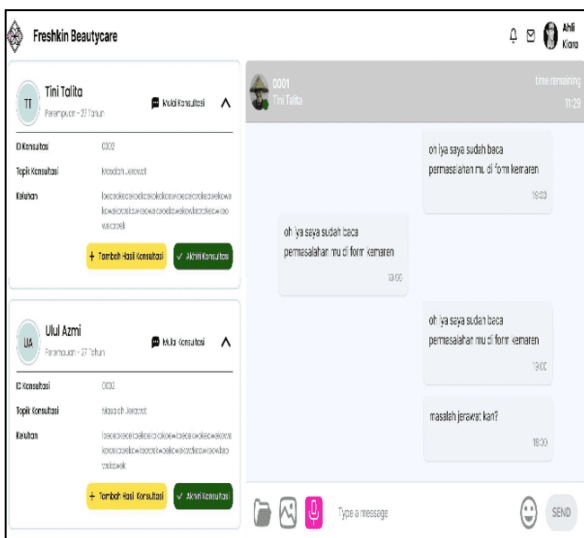 Freshkin Beautycare
Ahli
Kiara
TT
Tini Talita
Perempuan - 27 Tahun
Mulai Konsultasi
ID Konsultasi
0002
Topik Konsultasi
Masalah Jerawat
Keluhan
+ Tambah Hasil Konsultasi
✓ Akhiri Konsultasi
UA
Ulul Azmi
Perempuan - 27 Tahun
Mulai Konsultasi
ID Konsultasi
0002
Topik Konsultasi
Masalah Jerawat
Keluhan
+ Tambah Hasil Konsultasi
✓ Akhiri Konsultasi
0001
Tini Talita
time remaining
11:29
oh iya saya sudah baca
permasalahan mu di form kemaren
19:00
oh iya saya sudah baca
permasalahan mu di form kemaren
19:00
oh iya saya sudah baca
permasalahan mu di form kemaren
19:00
masalah jerawat kan?
19:00
Type a message
SEND